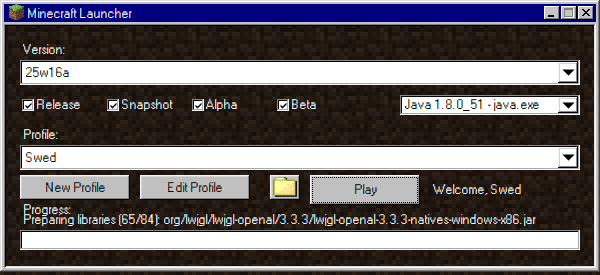 Minecraft Launcher
Version:
25w16a
Release Snapshot Alpha Beta Java 1.8.0_51 - java.exe
Profile:
Swed
New Profile Edit Profile Play Welcome, Swed
Progress:
Preparing libraries (65/84): org/lwjgl/lwjgl-openal/3.3.3/lwjgl-openal-3.3.3-natives-windows-x86.jar